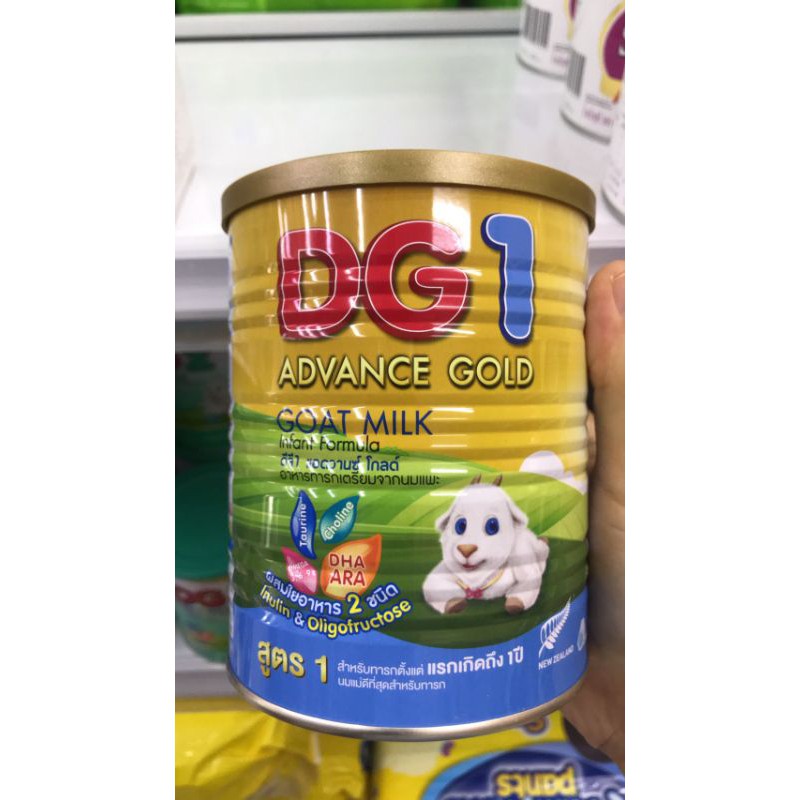 DG1
ADVANCE GOLD
GOAT MILK
Infant Formula
ดีจี1 แอดวานซ์ โกลด์
อาหารทารกเตรียมจากนมแพะ
Taurine
Choline
DHA
ARA
ผสมใยอาหาร 2 ชนิด
Inulin & Oligofructose
สูตร 1
สำหรับทารกตั้งแต่ แรกเกิดถึง 1ปี
นมแม่ดีที่สุดสำหรับทารก
NEW ZEALAND
DG